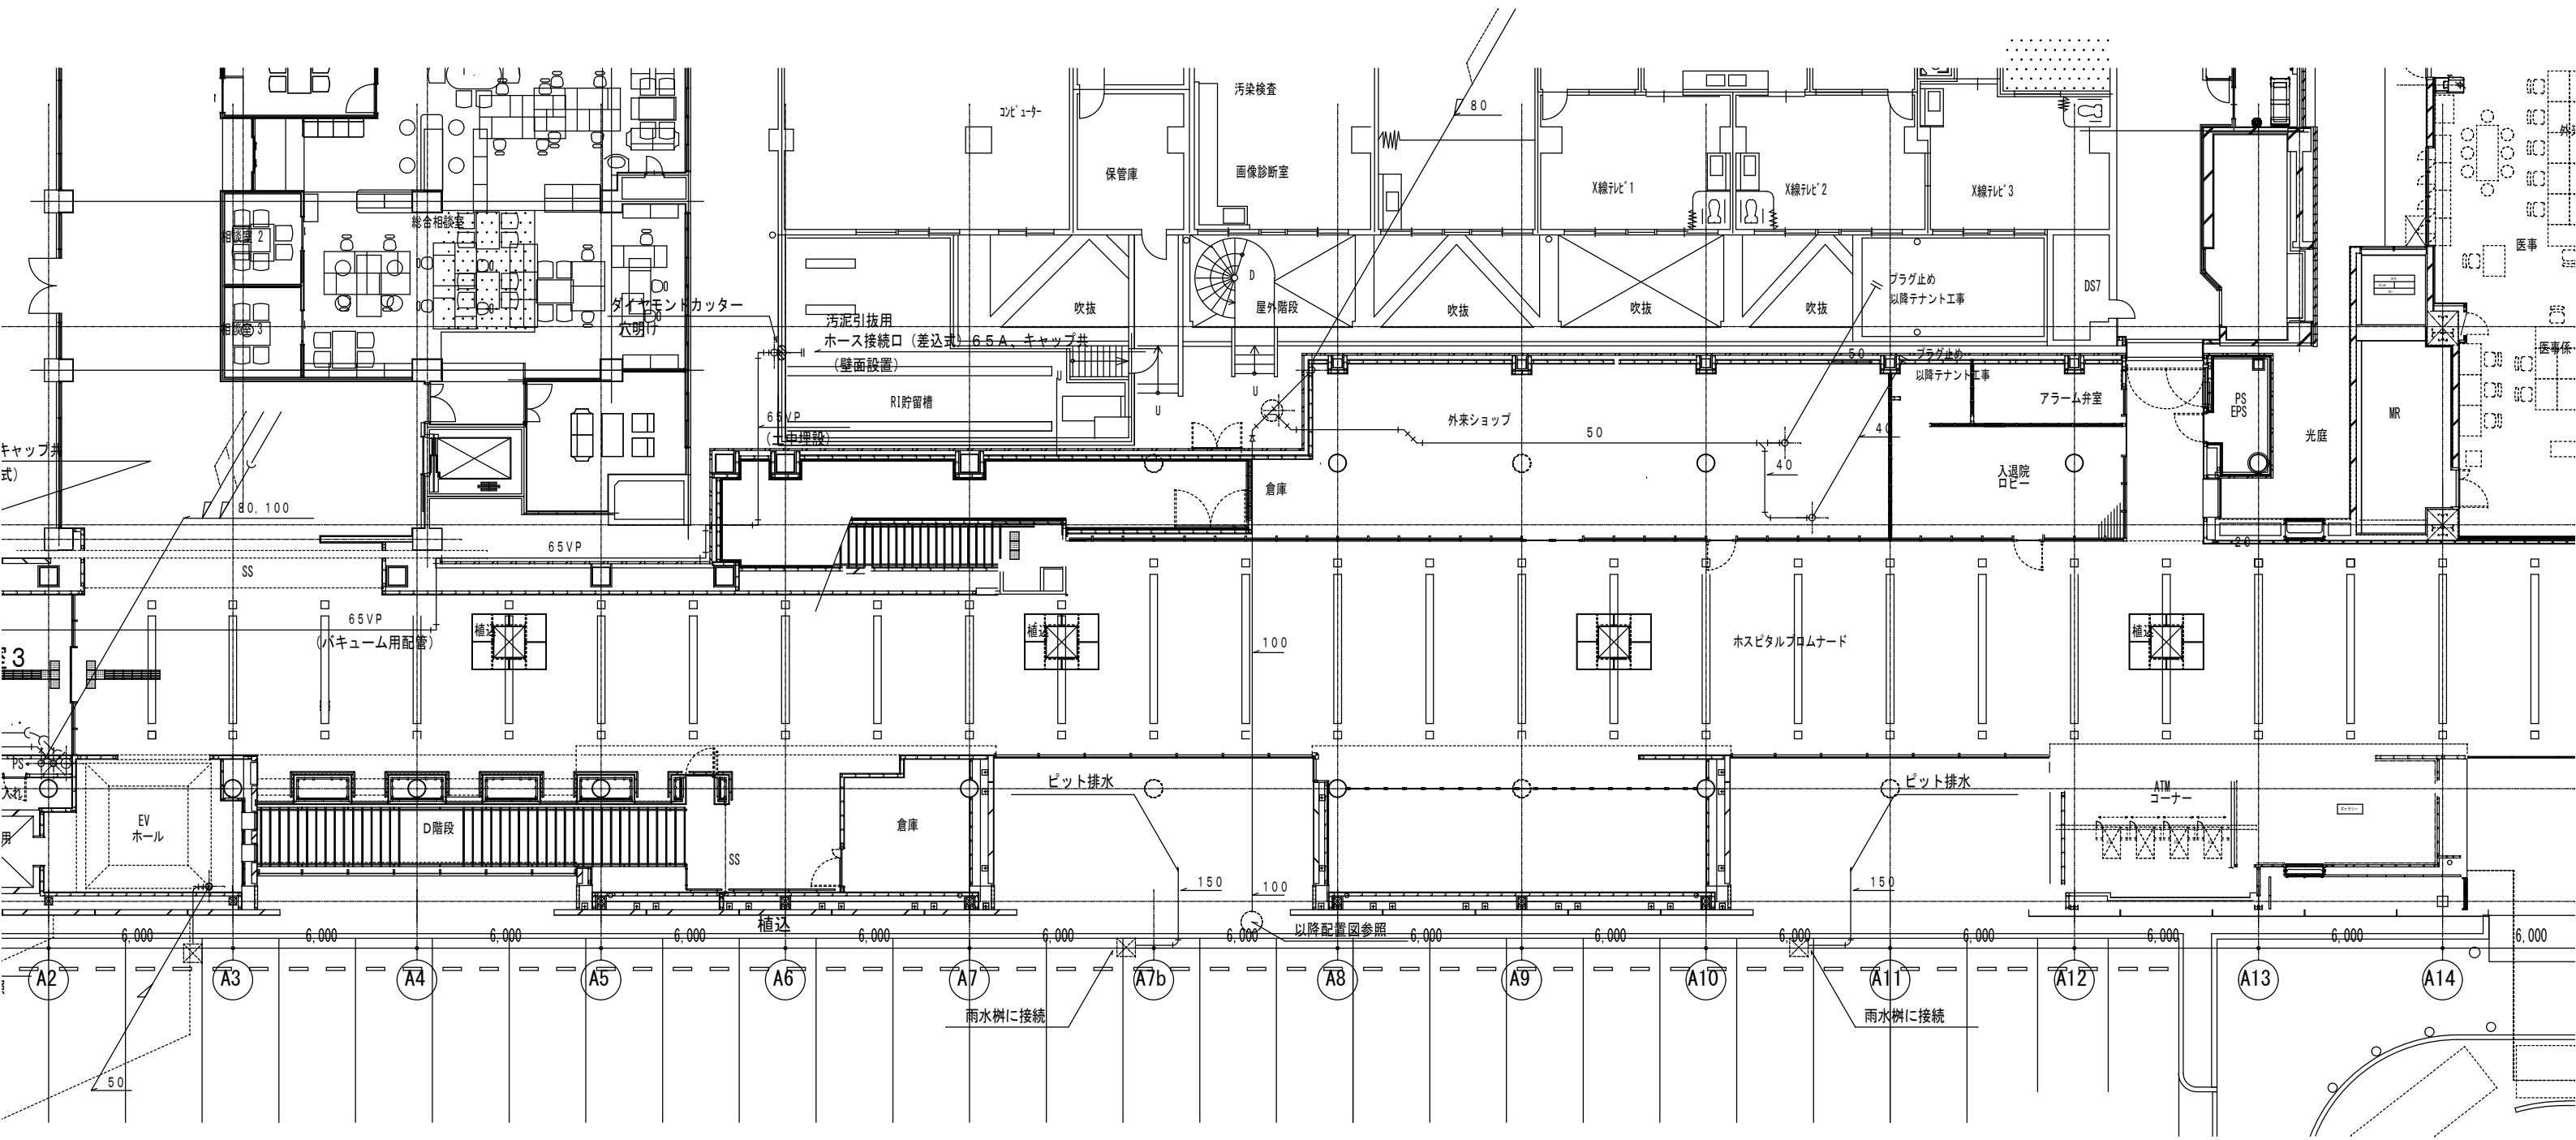 汚染検査
コンピューター
80
保管庫
画像診断室
X線テレビ1
X線テレビ2
X線テレビ3
総合相談室
相談室 2
医事
吹抜
D
屋外階段
吹抜
吹抜
吹抜
プラグ止め
以降テナント工事
DS7
ダイヤモンドカッター
穴明け
相談室 3
汚泥引抜用
ホース接続口（差込式）65A、キャップ共
（壁面設置）
50
プラグ止め
以降テナント工事
医事係
U
U
U
RI貯留槽
アラーム弁室
PS
EPS
MR
65VP
（土中埋設）
外来ショップ
50
40
光庭
キャップ共
式）
40
入退院
ロビー
倉庫
80,100
65VP
20
SS
65VP
（バキューム用配管）
植込
植込
100
ホスピタルプロムナード
植込
室3
PS
入れ
ピット排水
ピット排水
ATM
コーナー
EV
ホール
D階段
倉庫
用
SS
150
100
150
植込
以降配置図参照
6,000
6,000
6,000
6,000
6,000
6,000
6,000
6,000
6,000
6,000
6,000
6,000
6,000
6,000
A2
A3
A4
A5
A6
A7
A7b
A8
A9
A10
A11
A12
A13
A14
雨水桝に接続
雨水桝に接続
50